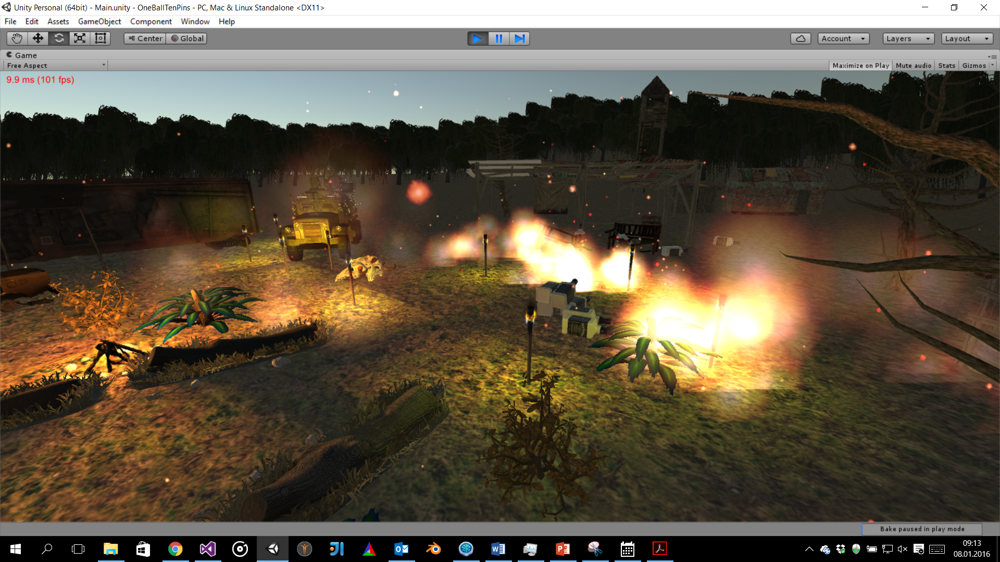 Unity Personal (64bit) - Main.unity - OneBallTenPins - PC, Mac & Linux Standalone <DX11>
File Edit Assets GameObject Component Window Help
Center Global Account Layers Layout
Game
Free Aspect Maximize on Play Mute audio Stats Gizmos
9.9 ms (101 fps)
Bake paused in play mode
09:13
08.01.2016